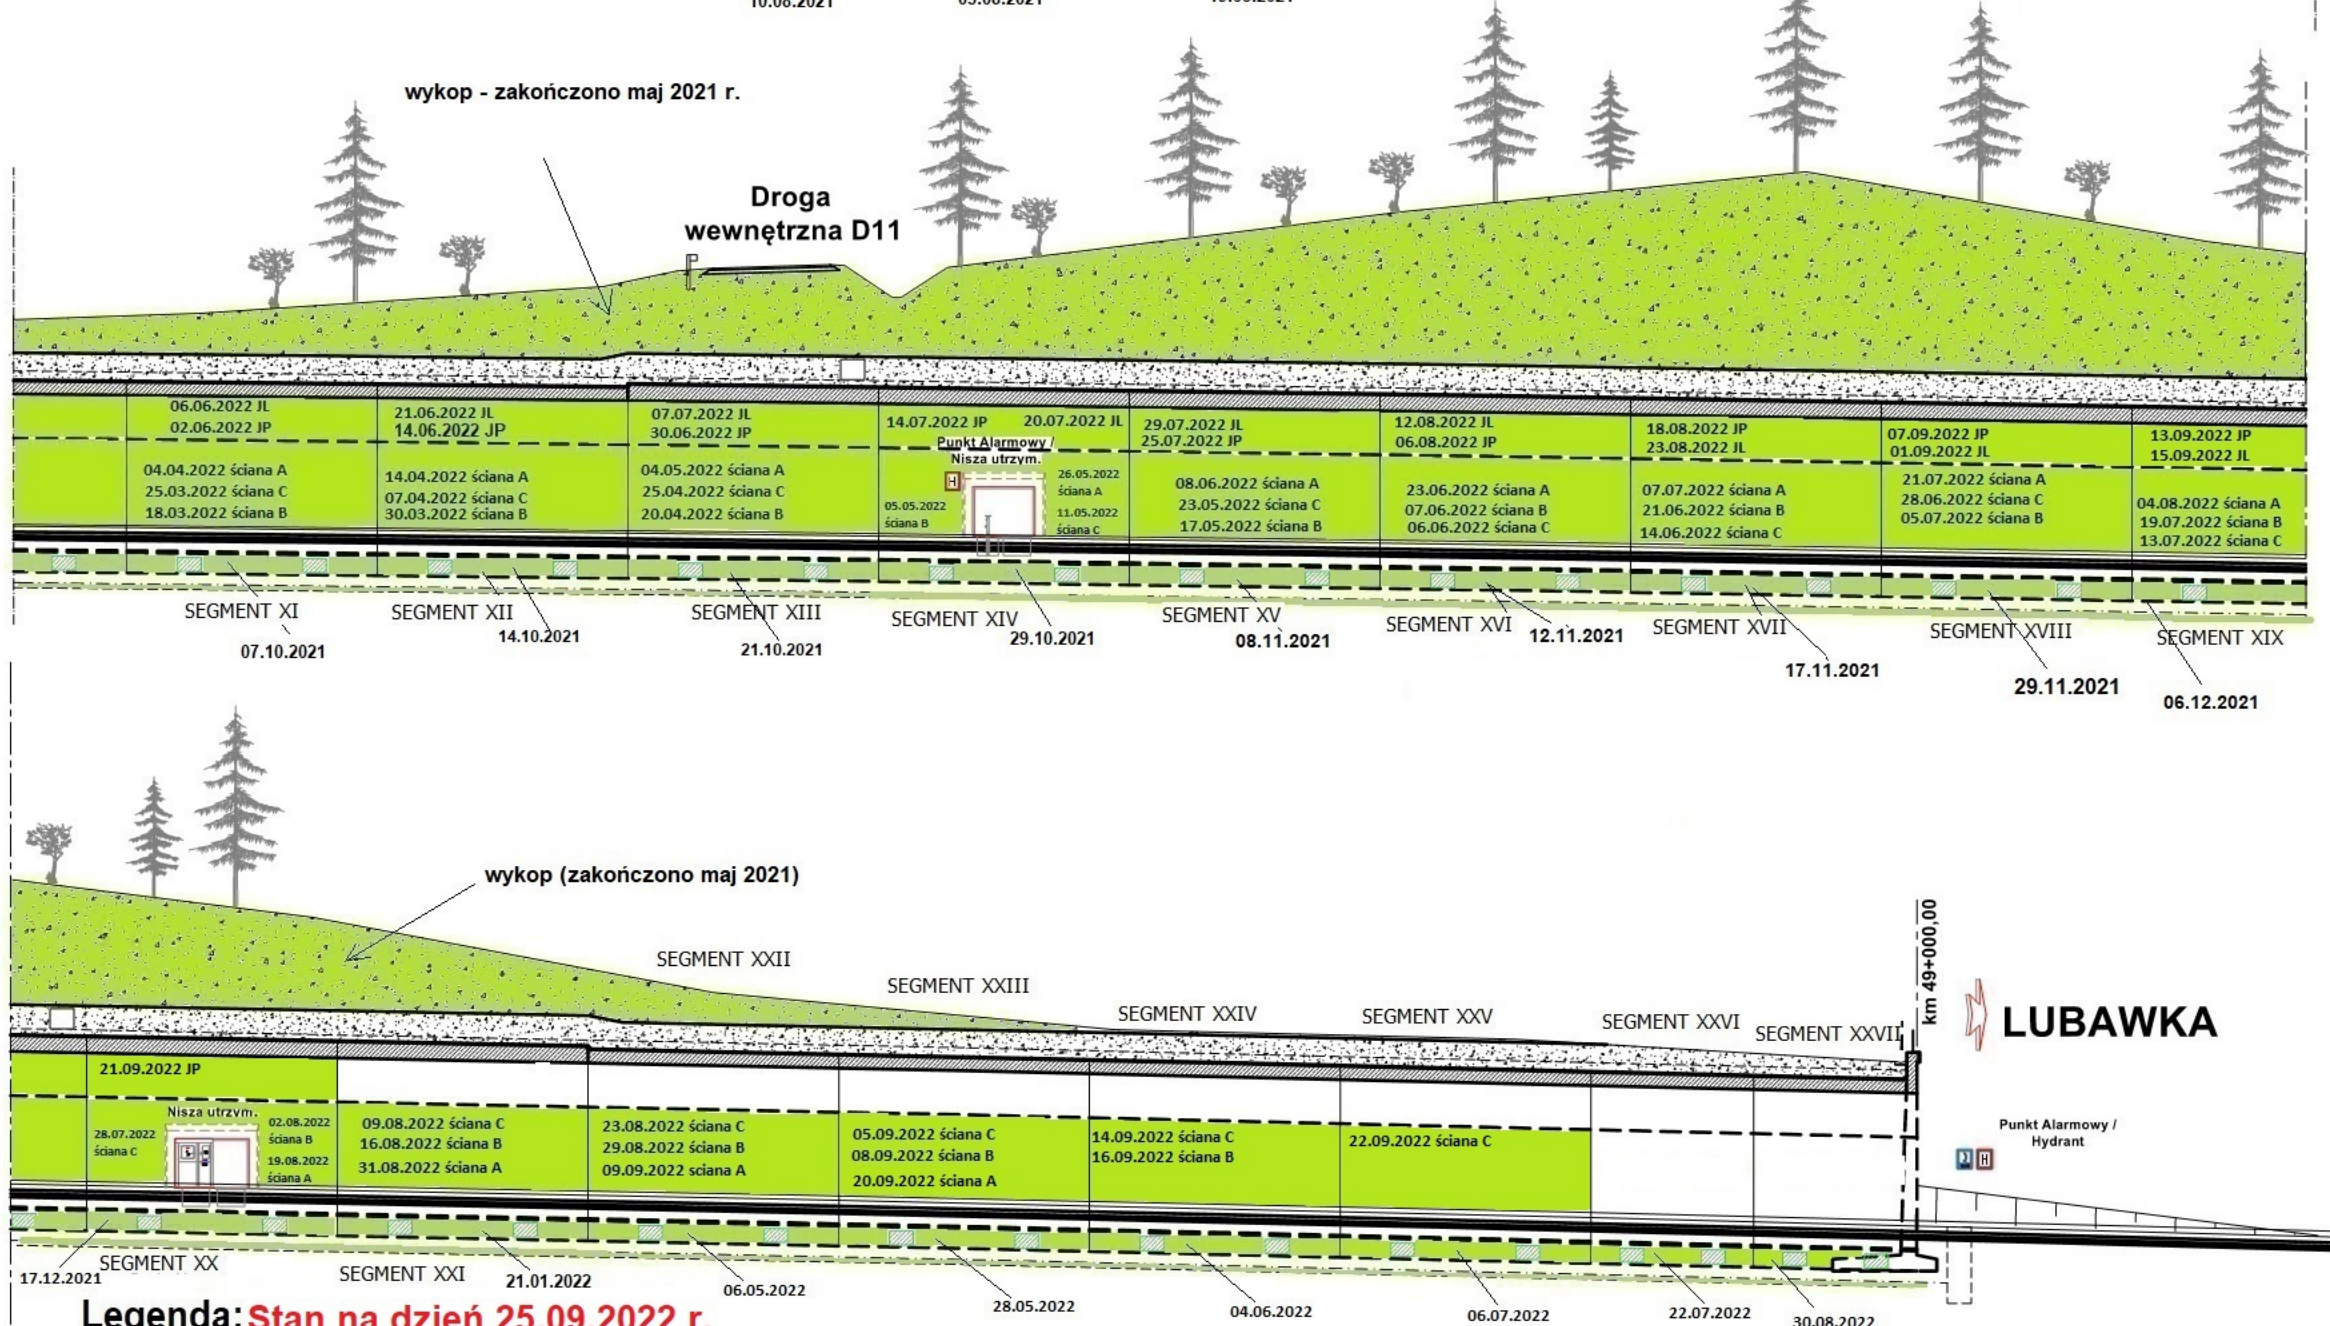 wykop - zakończono maj 2021 r.
Droga
wewnętrzna D11
06.06.2022 JL
02.06.2022 JP
21.06.2022 JL
14.06.2022 JP
07.07.2022 JL
30.06.2022 JP
14.07.2022 JP
20.07.2022 JL
29.07.2022 JL
25.07.2022 JP
12.08.2022 JL
06.08.2022 JP
18.08.2022 JP
23.08.2022 JL
07.09.2022 JP
01.09.2022 JL
13.09.2022 JP
15.09.2022 JL
04.04.2022 ściana A
25.03.2022 ściana C
18.03.2022 ściana B
14.04.2022 ściana A
07.04.2022 ściana C
30.03.2022 ściana B
04.05.2022 ściana A
25.04.2022 ściana C
20.04.2022 ściana B
Punkt Alarmowy /
Nisza utrzym.
H
05.05.2022
ściana B
26.05.2022
ściana A
11.05.2022
ściana C
08.06.2022 ściana A
23.05.2022 ściana C
17.05.2022 ściana B
23.06.2022 ściana A
07.06.2022 ściana B
06.06.2022 ściana C
07.07.2022 ściana A
21.06.2022 ściana B
14.06.2022 ściana C
21.07.2022 ściana A
28.06.2022 ściana C
05.07.2022 ściana B
04.08.2022 ściana A
19.07.2022 ściana B
13.07.2022 ściana C
SEGMENT XI
SEGMENT XII
SEGMENT XIII
SEGMENT XIV
SEGMENT XV
SEGMENT XVI
SEGMENT XVII
SEGMENT XVIII
SEGMENT XIX
07.10.2021
14.10.2021
21.10.2021
29.10.2021
08.11.2021
12.11.2021
17.11.2021
29.11.2021
06.12.2021
wykop (zakończono maj 2021)
SEGMENT XXII
SEGMENT XXIII
SEGMENT XXIV
SEGMENT XXV
SEGMENT XXVI
SEGMENT XXVII
km 49+000,00
LUBAWKA
21.09.2022 JP
Nisza utrzym.
28.07.2022
ściana C
02.08.2022
ściana B
19.08.2022
ściana A
09.08.2022 ściana C
16.08.2022 ściana B
31.08.2022 ściana A
23.08.2022 ściana C
29.08.2022 ściana B
09.09.2022 sciana A
05.09.2022 ściana C
08.09.2022 ściana B
20.09.2022 ściana A
14.09.2022 ściana C
16.09.2022 ściana B
22.09.2022 ściana C
Punkt Alarmowy /
Hydrant
H
SEGMENT XX
SEGMENT XXI
17.12.2021
21.01.2022
06.05.2022
28.05.2022
04.06.2022
06.07.2022
22.07.2022
30.08.2022
Legenda: Stan na dzień 25.09.2022 r.